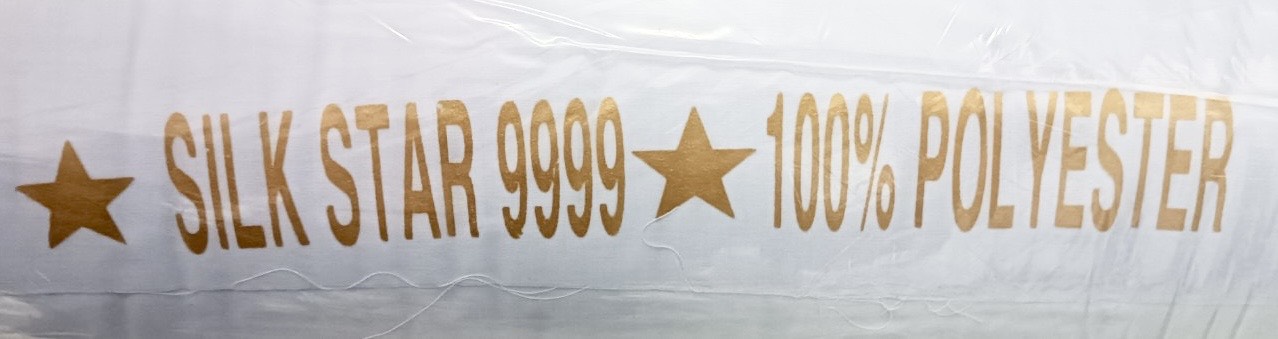 ★ SILK STAR 9999 ★ 100% POLYESTER